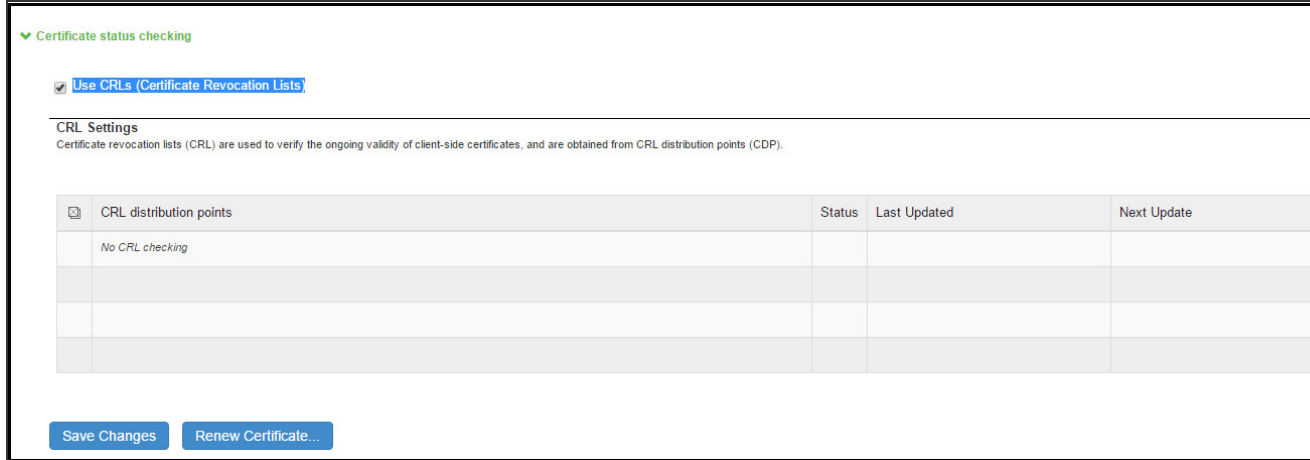 Certificate status checking
Use CRLs (Certificate Revocation Lists)
CRL Settings
Certificate revocation lists (CRL) are used to verify the ongoing validity of client-side certificates, and are obtained from CRL distribution points (CDP).
CRL distribution points Status Last Updated Next Update
No CRL checking
Save Changes Renew Certificate...